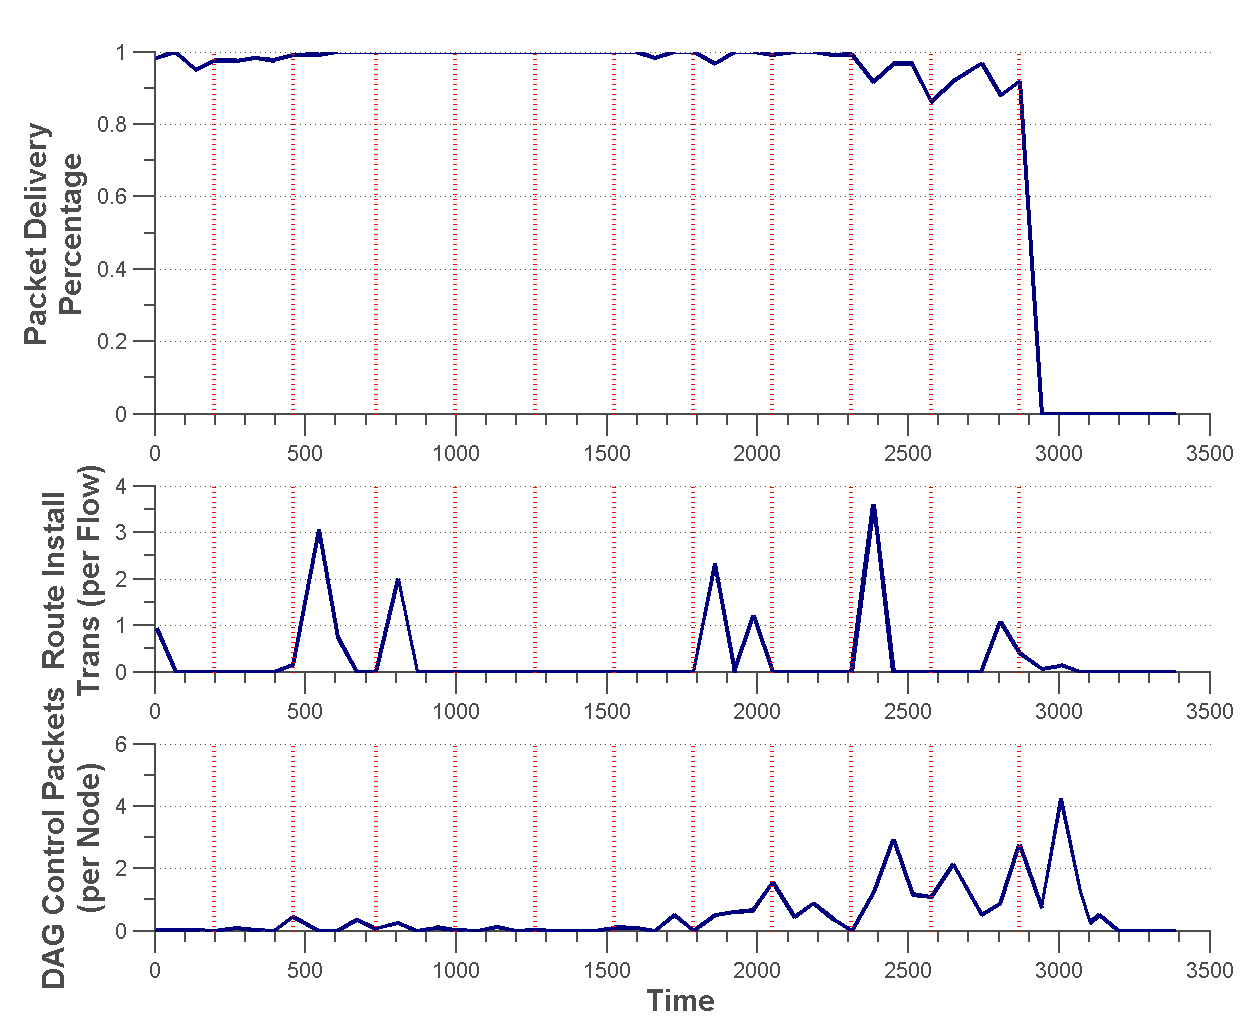 Packet Delivery
Percentage
1
0.8
0.6
0.4
0.2
0
0 500 1000 1500 2000 2500 3000 3500
Route Install
Trans (per Flow)
4
3
2
1
0
0 500 1000 1500 2000 2500 3000 3500
DAG Control Packets
(per Node)
6
4
2
0
0 500 1000 1500 2000 2500 3000 3500
Time